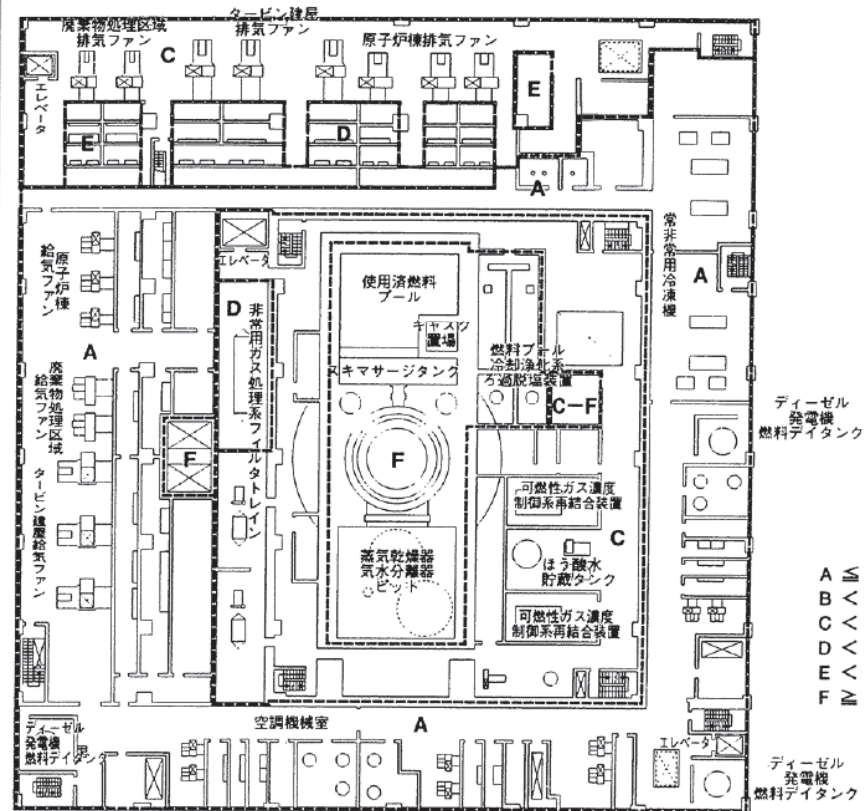 廃棄物処理区域
排気ファン
タービン建屋
排気ファン
原子炉棟排気ファン
C
エレベータ
E
D
E
A
原子炉棟
給気ファン
A
廃棄物処理区域
給気ファン
タービン建屋給気ファン
エレベータ
D
非常用ガス処理系フィルタトレイン
F
使用済燃料
プール
キャスク
置場
スキマサージタンク
燃料プール
冷却浄化系
ろ過脱塩装置
C-F
F
可燃性ガス濃度
制御系再結合装置
C
ほう酸水
貯蔵タンク
蒸気乾燥器
気水分離器
ピット
可燃性ガス濃度
制御系再結合装置
常非常用冷凍機
A
ディーゼル
発電機
燃料デイタンク
A ≦
B <
C <
D <
E <
F ≧
空調機械室
A
ディーゼル
発電機
燃料デイタンク
エレベータ
ディーゼル
発電機
燃料デイタンク